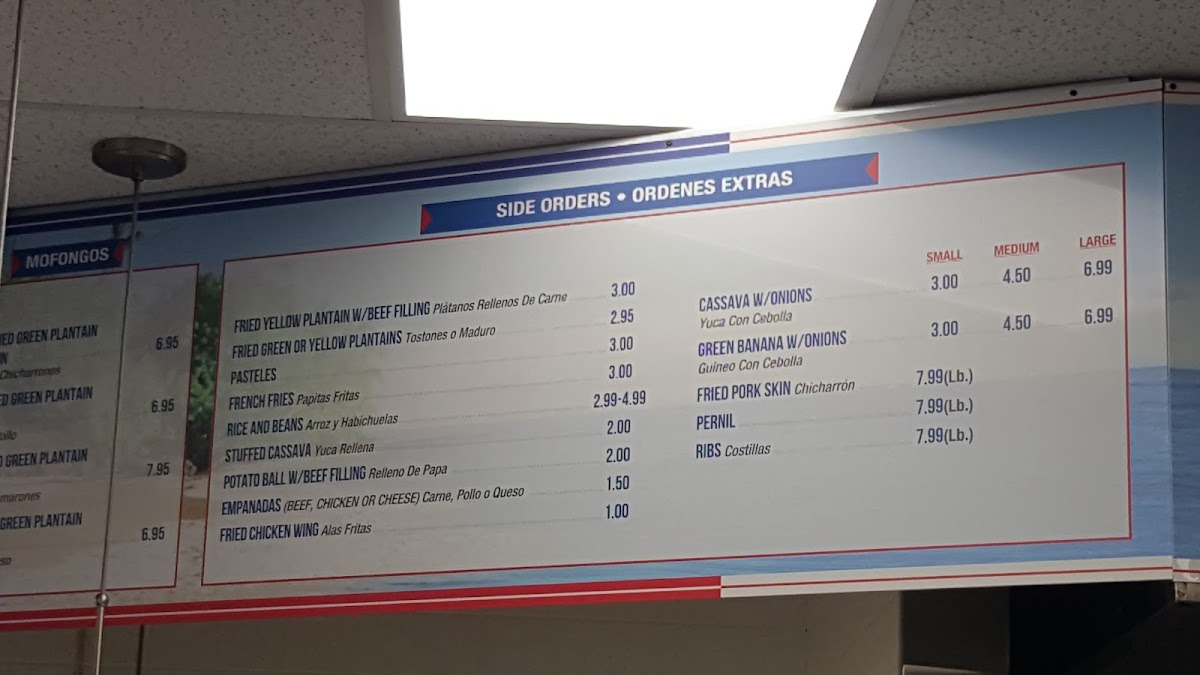 SIDE ORDERS • ORDENES EXTRAS
MOFONGOS
GREEN PLANTAIN 6.95
Chicharrones
GREEN PLANTAIN 6.95
GREEN PLANTAIN 7.95
GREEN PLANTAIN 6.95
FRIED YELLOW PLANTAIN W/BEEF FILLING Plátanos Rellenos De Carne 3.00
FRIED GREEN OR YELLOW PLANTAINS Tostones o Maduro 2.95
PASTELES 3.00
FRENCH FRIES Papitas Fritas 3.00
RICE AND BEANS Arroz y Habichuelas 2.99-4.99
STUFFED CASSAVA Yuca Rellena 2.00
POTATO BALL W/BEEF FILLING Relleno De Papa 2.00
EMPANADAS (BEEF, CHICKEN OR CHEESE) Carne, Pollo o Queso 1.50
FRIED CHICKEN WING Alas Fritas 1.00
SMALL MEDIUM LARGE
CASSAVA W/ONIONS 3.00 4.50 6.99
Yuca Con Cebolla
GREEN BANANA W/ONIONS 3.00 4.50 6.99
Guineo Con Cebolla
FRIED PORK SKIN Chicharrón 7.99(Lb.)
PERNIL 7.99(Lb.)
RIBS Costillas 7.99(Lb.)